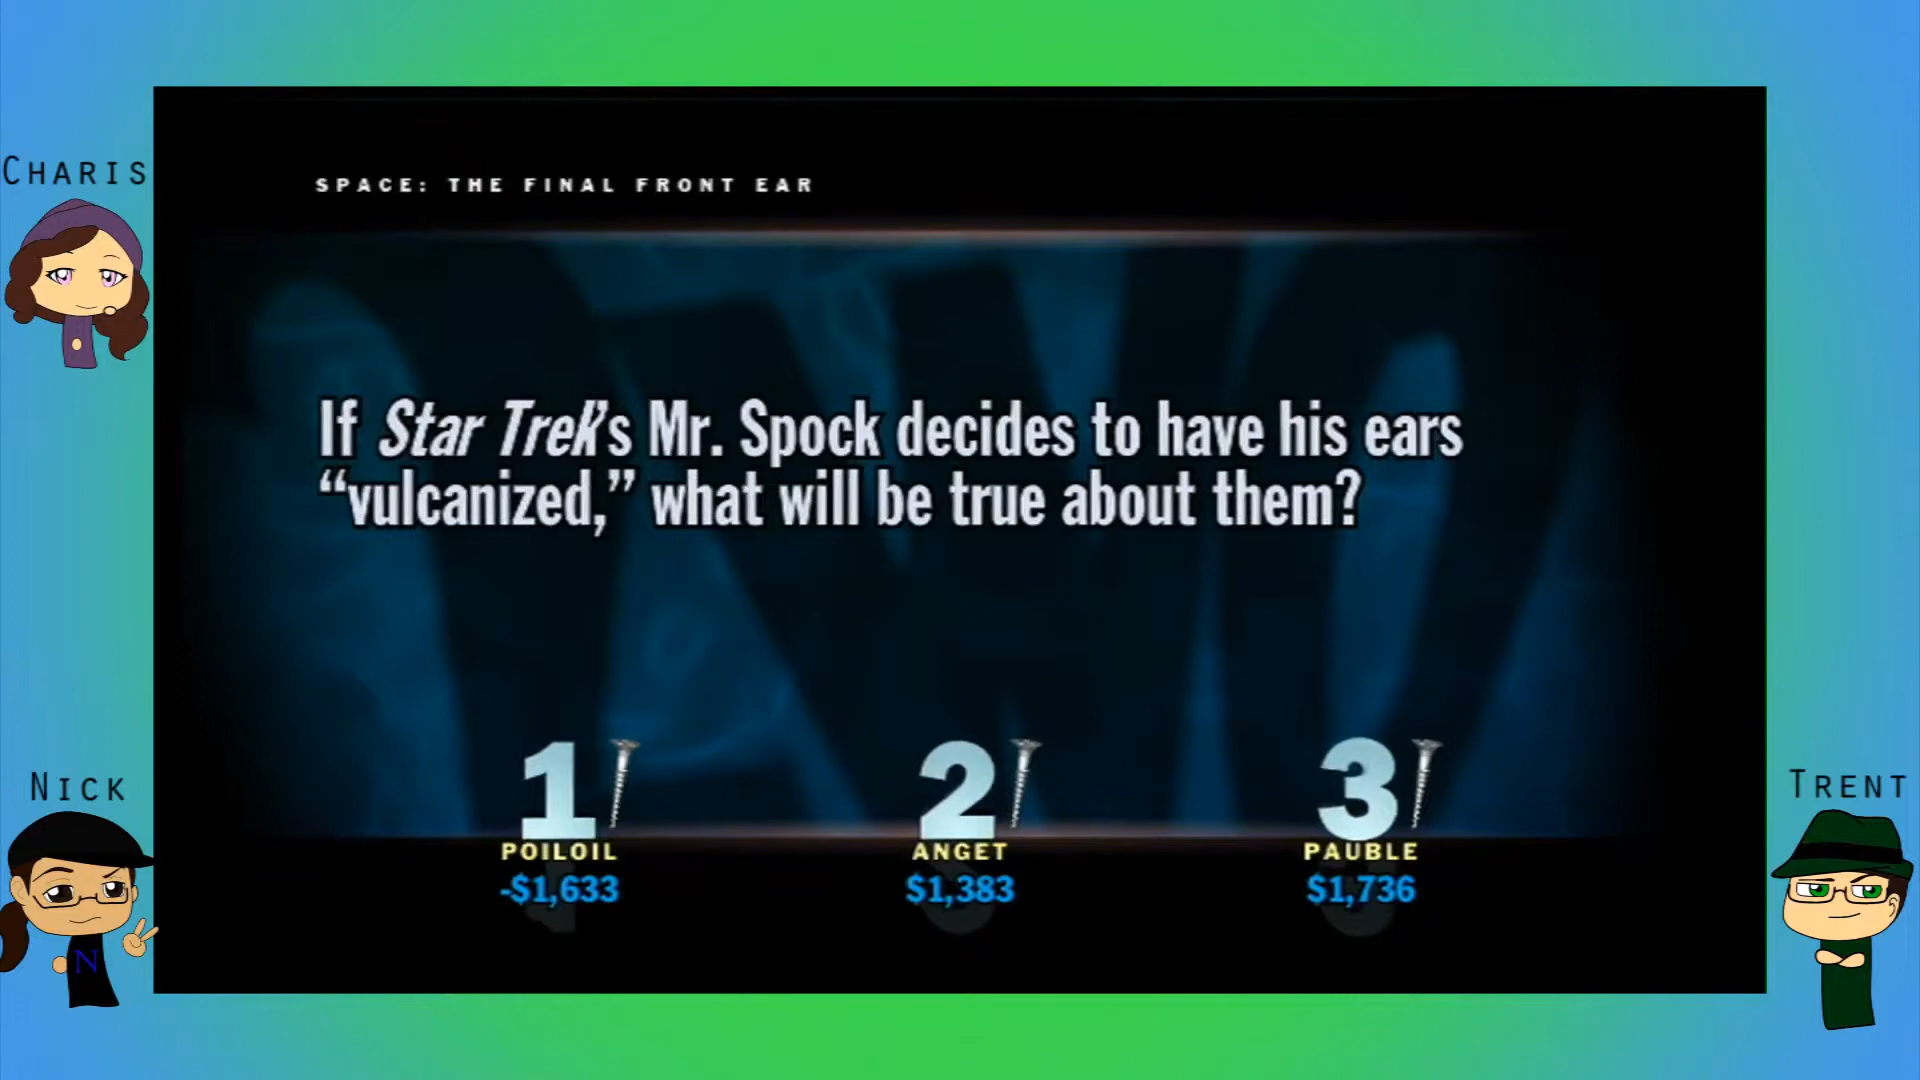 CHARIS
SPACE: THE FINAL FRONT EAR
If Star Trek's Mr. Spock decides to have his ears
“vulcanized,” what will be true about them?
NICK
TRENT
1 2 3
POILOIL ANGET PAUBLE
-$1,633 $1,383 $1,736
N